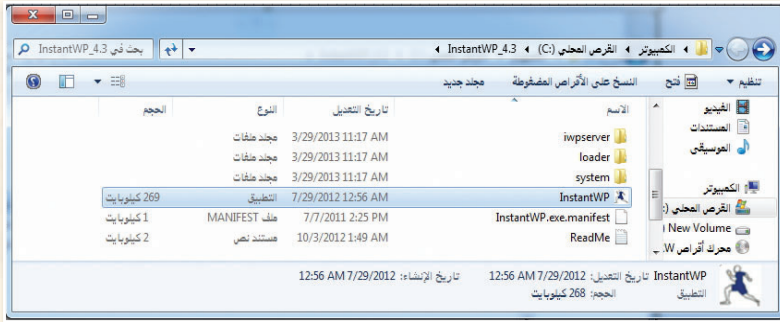 الكمبيوتر ◂ القرص المحلي (C:) ◂ InstantWP_4.3 ◂
بحث في InstantWP_4.3
تنظيم
فتح
النسخ على الأقراص المضغوطة
مجلد جديد
الاسم
تاريخ التعديل
النوع
الحجم
iwpserver 3/29/2013 11:17 AM مجلد ملفات
loader 3/29/2013 11:17 AM مجلد ملفات
system 3/29/2013 11:17 AM مجلد ملفات
InstantWP 7/29/2012 12:56 AM التطبيق 269 كيلوبايت
InstantWP.exe.manifest 7/7/2011 2:25 PM ملف MANIFEST 1 كيلوبايت
ReadMe 10/3/2012 1:49 AM مستند نص 2 كيلوبايت
الفيديو
المستندات
الموسيقى
الكمبيوتر
القرص المحلي (:
New Volume (
محرك أقراص W.
InstantWP تاريخ التعديل: 12:56 AM 7/29/2012 تاريخ الإنشاء: 12:56 AM 7/29/2012
التطبيق الحجم: 268 كيلوبايت